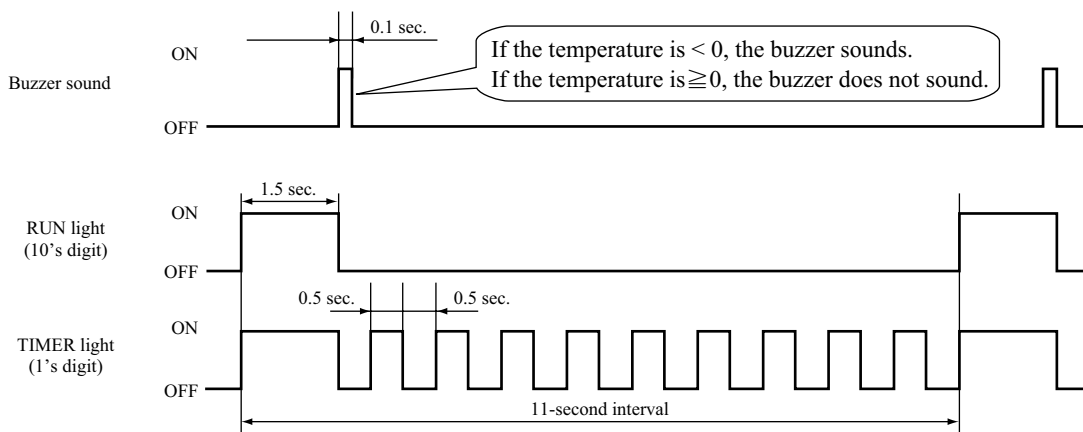 0.1 sec.
ON
If the temperature is < 0, the buzzer sounds.
If the temperature is ≧0, the buzzer does not sound.
Buzzer sound
OFF
1.5 sec.
ON
RUN light
(10’s digit)
OFF
0.5 sec.
0.5 sec.
ON
TIMER light
(1’s digit)
OFF
11-second interval